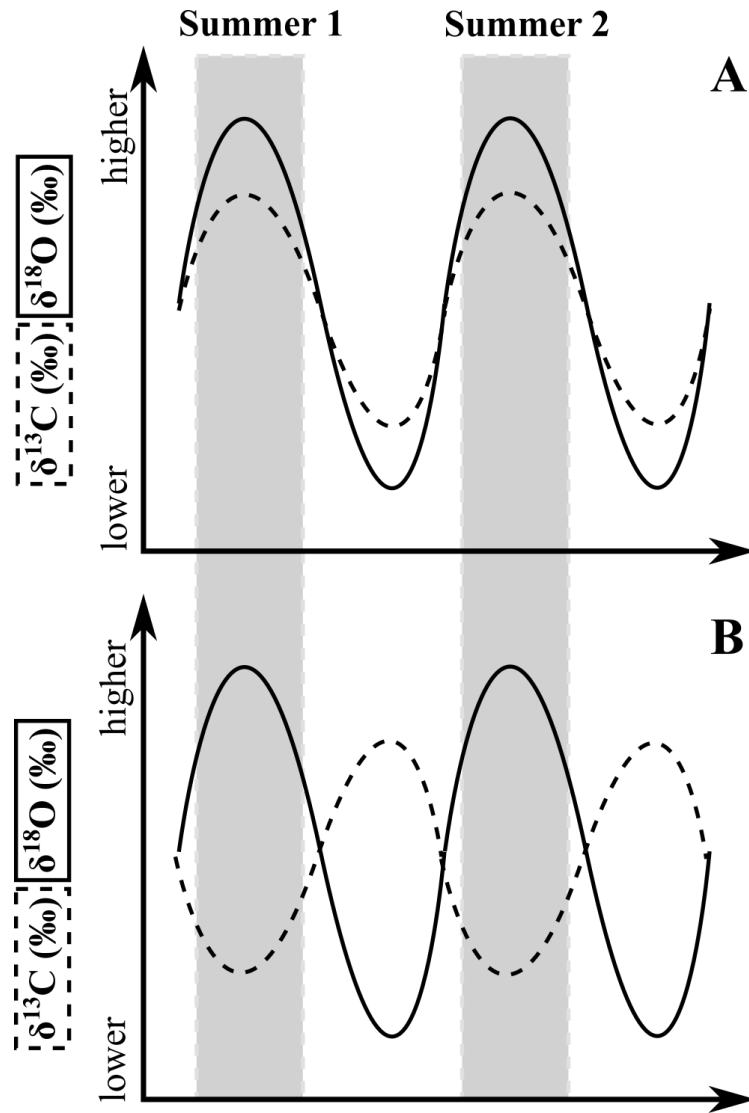 Summer 1 Summer 2
A
higher
δ¹⁸O (‰)
δ¹³C (‰)
lower
B
higher
δ¹⁸O (‰)
δ¹³C (‰)
lower